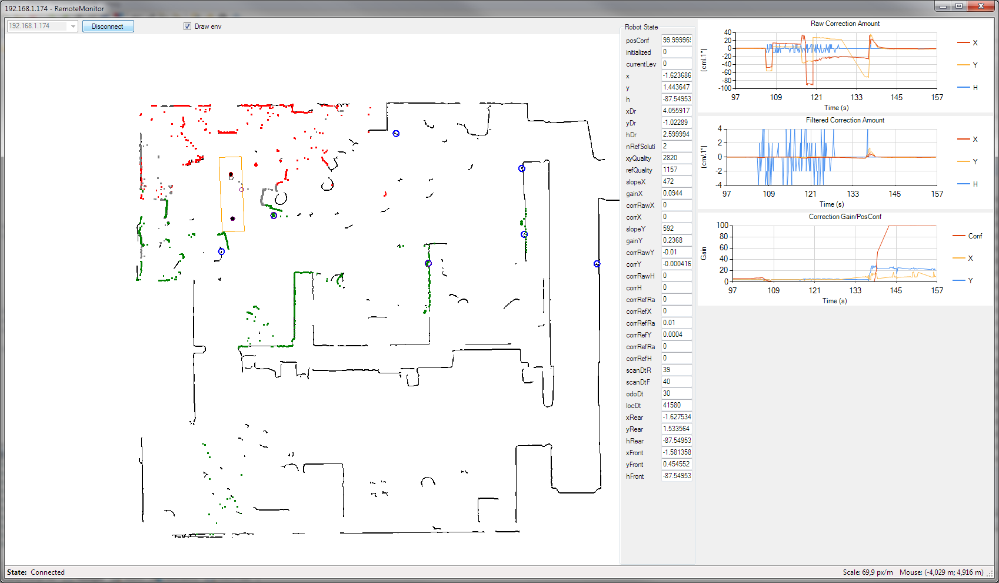 192.168.1.174 - RemoteMonitor
192.168.1.174
Disconnect
Draw env
Robot State
posConf 99.999969
initialized 0
currentLev 0
x -1.623686
y 1.443647
h -87.54953
xDr 4.055917
yDr -1.02289
hDr 2.599994
nRefSoluti 2
xyQuality 2820
refQuality 1157
slopeX 472
gainX 0.0944
corrRawX 0
corrX 0
slopeY 592
gainY 0.2368
corrRawY -0.01
corrY -0.000416
corrRawH 0
corrH 0
corrRefRa 0
corrRefX 0
corrRefRa 0.01
corrRefY 0.0004
corrRefRa 0
corrRefH 0
scanDtR 39
scanDtF 40
odoDt 30
locDt 41580
xRear -1.627534
yRear 1.533564
hRear -87.54953
xFront -1.581358
yFront 0.454552
hFront -87.54953
Raw Correction Amount
(cm/.1°|
40
20
0
-20
-40
-60
-80
-100
97 109 121 133 145 157
Time (s)
X
Y
H
Filtered Correction Amount
(cm/.1°|
4
2
0
-2
-4
97 109 121 133 145 157
Time (s)
X
Y
H
Correction Gain/PosConf
Gain
100
80
60
40
20
0
97 109 121 133 145 157
Time (s)
Conf
X
Y
State: Connected
Scale: 69,9 px/m Mouse: (-4,029 m; 4,916 m)